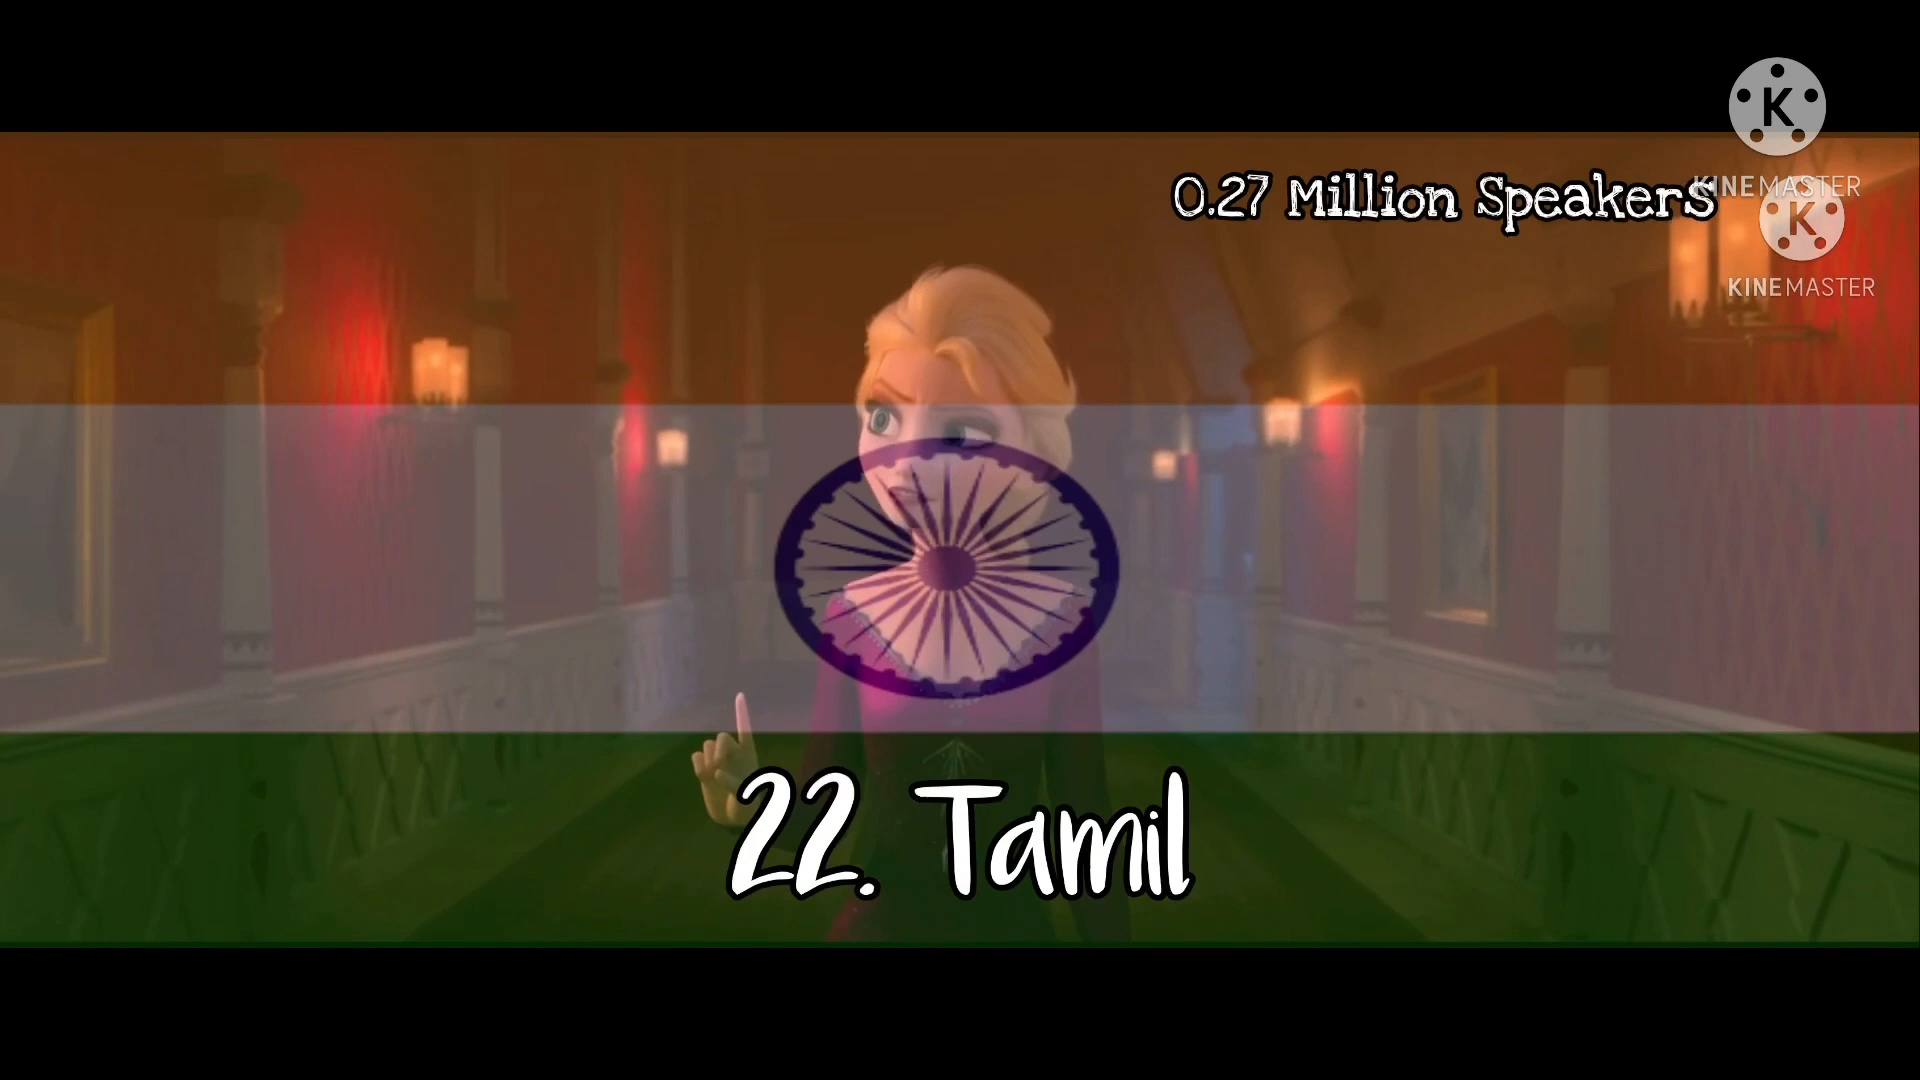 K
KINEMASTER
0.27 Million Speakers
K
KINEMASTER
22. Tamil